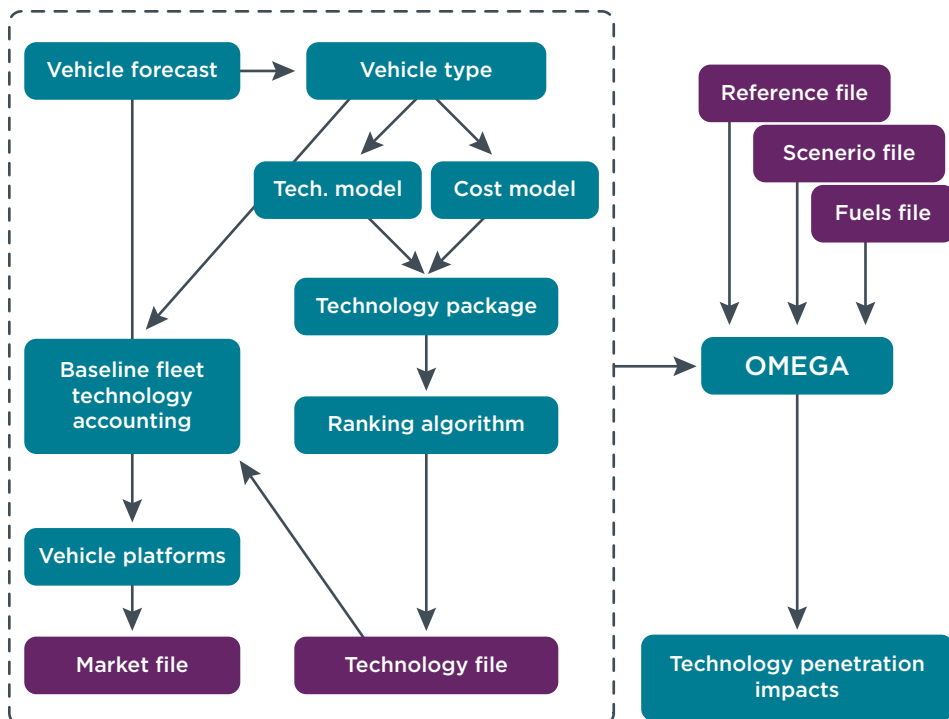 Vehicle forecast
Vehicle type
Reference file
Scenerio file
Fuels file
Tech. model
Cost model
Technology package
Baseline fleet
technology
accounting
Ranking algorithm
OMEGA
Vehicle platforms
Market file
Technology file
Technology penetration
impacts